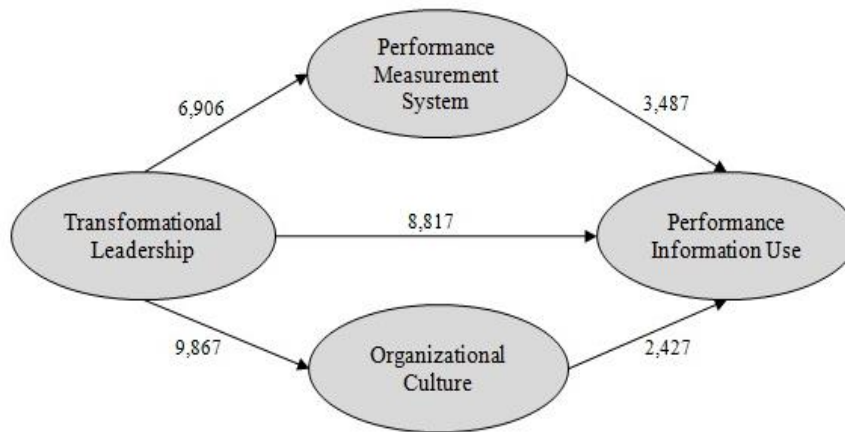 Performance
Measurement
System
6,906
3,487
Transformational
Leadership
8,817
Performance
Information Use
9,867
2,427
Organizational
Culture